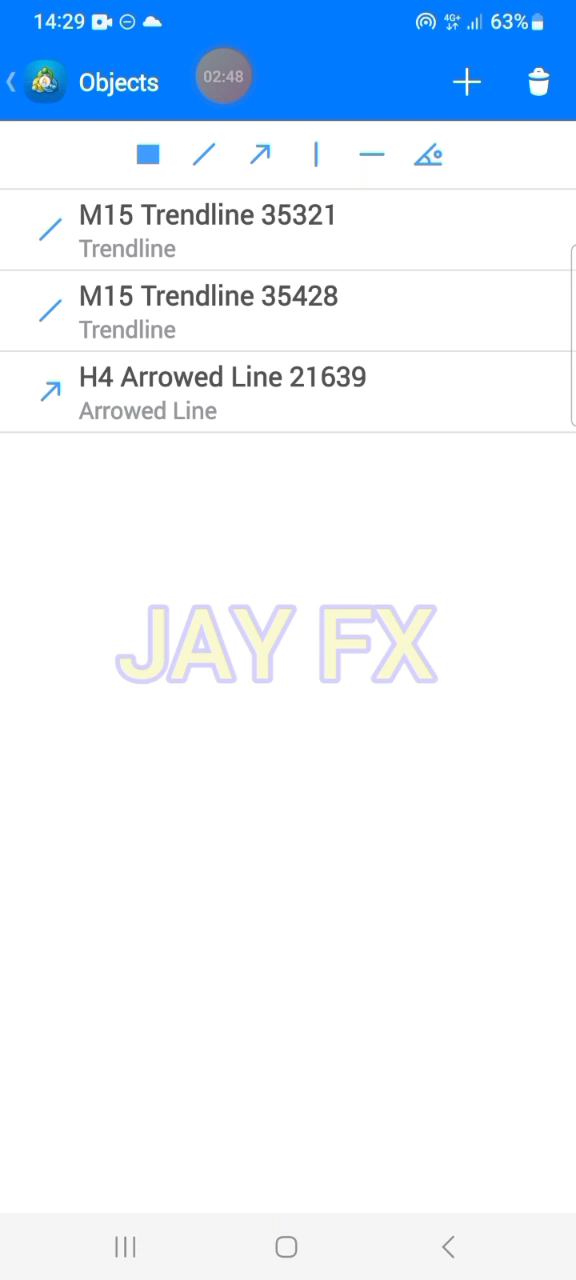 14:29 4G+ 63%
Objects 02:48
M15 Trendline 35321
Trendline
M15 Trendline 35428
Trendline
H4 Arrowed Line 21639
Arrowed Line
JAY FX